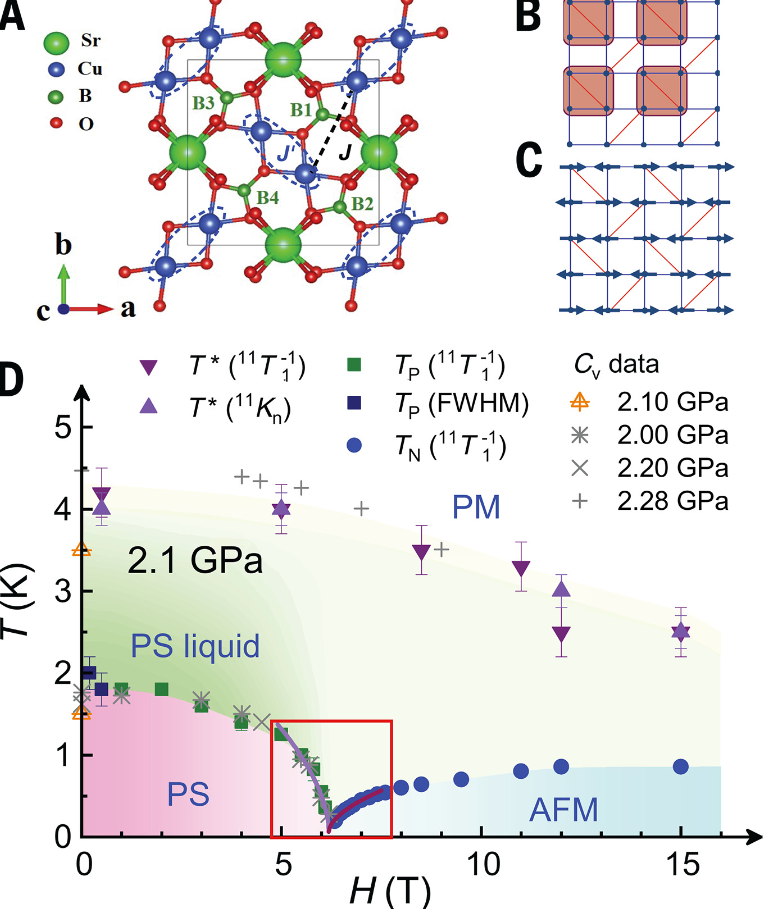 A
Sr
Cu
B
O
B3
B1
J'
J
B4
B2
b
c
a
B
C
D
T* (¹¹T₁⁻¹)
T* (¹¹Kₙ)
T_P (¹¹T₁⁻¹)
T_P (FWHM)
T_N (¹¹T₁⁻¹)
C_v data
2.10 GPa
2.00 GPa
2.20 GPa
2.28 GPa
5
4
3
2
1
0
T (K)
PM
2.1 GPa
PS liquid
PS
AFM
0
5
10
15
H (T)